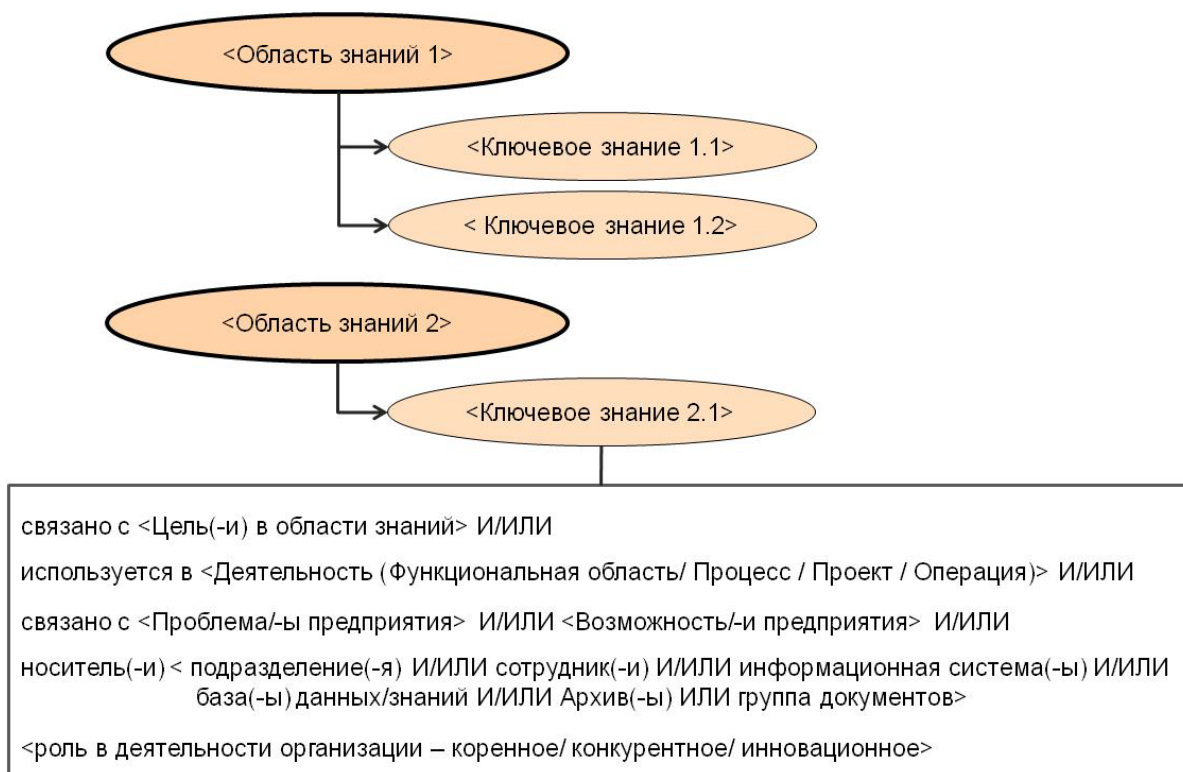 <Область знаний 1>
<Ключевое знание 1.1>
< Ключевое знание 1.2>
<Область знаний 2>
<Ключевое знание 2.1>
связано с <Цель(-и) в области знаний> И/ИЛИ
используется в <Деятельность (Функциональная область/ Процесс / Проект / Операция)> И/ИЛИ
связано с <Проблема/-ы предприятия> И/ИЛИ <Возможность/-и предприятия> И/ИЛИ
носитель(-и) < подразделение(-я) И/ИЛИ сотрудник(-и) И/ИЛИ информационная система(-ы) И/ИЛИ
база(-ы) данных/знаний И/ИЛИ Архив(-ы) ИЛИ группа документов>
<роль в деятельности организации – коренное/ конкурентное/ инновационное>